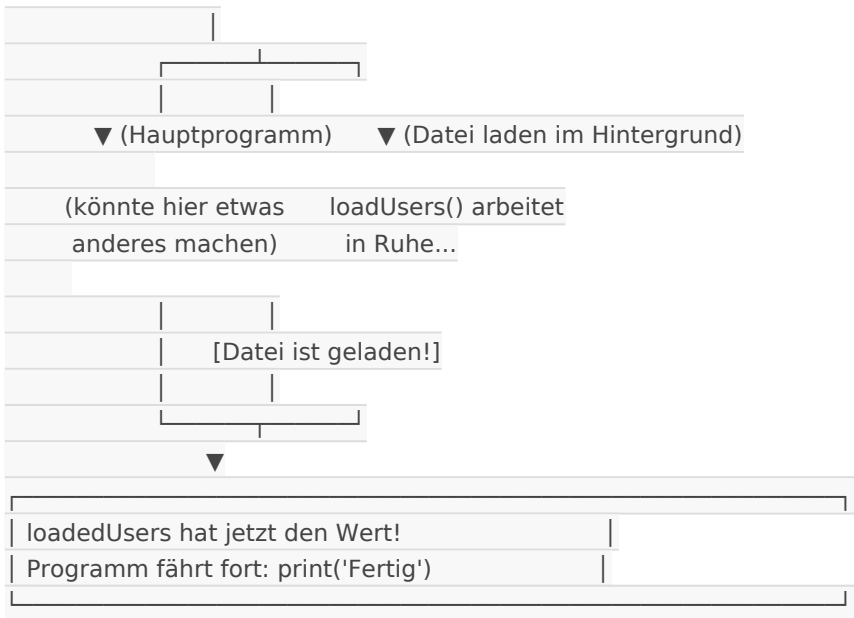 ▼ (Hauptprogramm) ▼ (Datei laden im Hintergrund)
(könnte hier etwas loadUsers() arbeitet
anderes machen) in Ruhe...
[Datei ist geladen!]
▼
loadedUsers hat jetzt den Wert!
Programm fährt fort: print('Fertig')